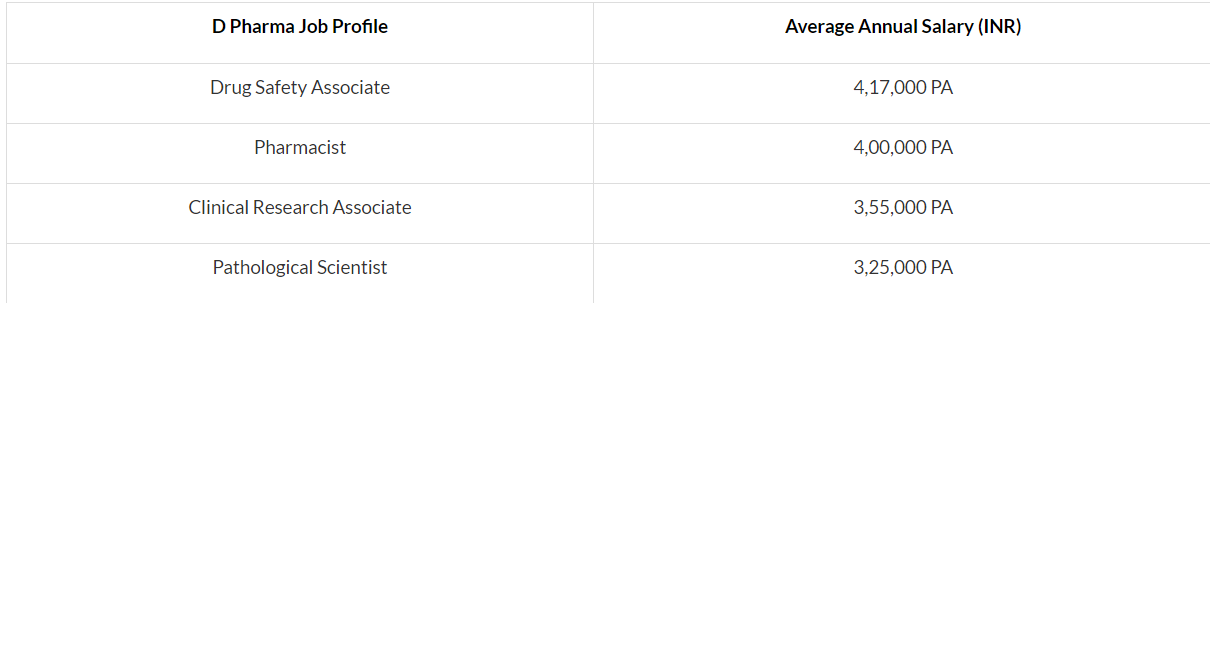 D Pharma Job Profile Average Annual Salary (INR)
Drug Safety Associate 4,17,000 PA
Pharmacist 4,00,000 PA
Clinical Research Associate 3,55,000 PA
Pathological Scientist 3,25,000 PA